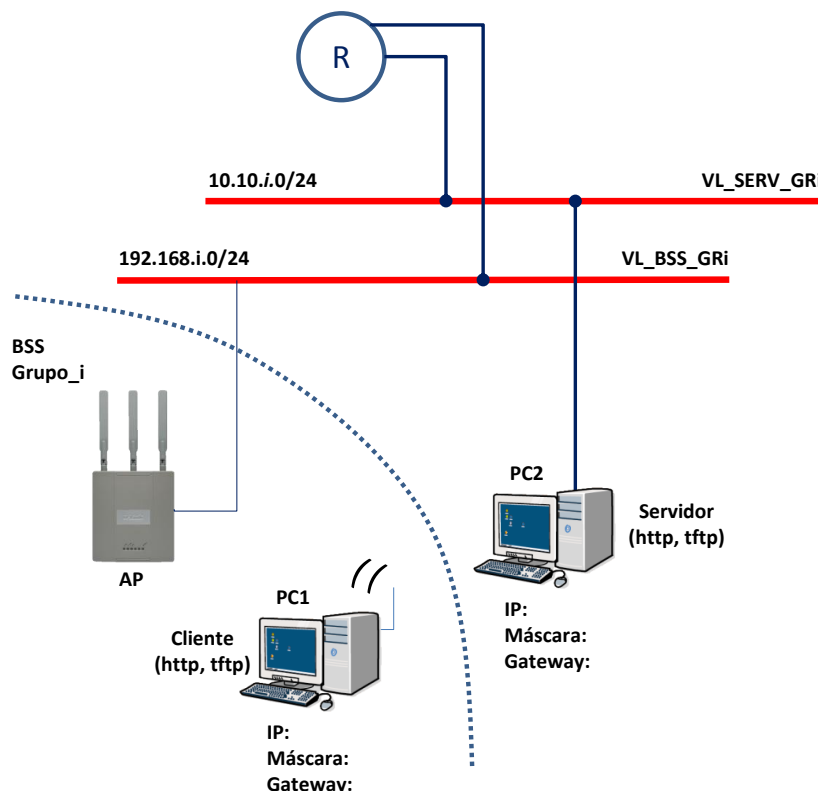 R
10.10.i.0/24
VL_SERV_GRi
192.168.i.0/24
VL_BSS_GRi
BSS
Grupo_i
AP
PC2
Servidor
(http, tftp)
IP:
Máscara:
Gateway:
PC1
Cliente
(http, tftp)
IP:
Máscara:
Gateway: